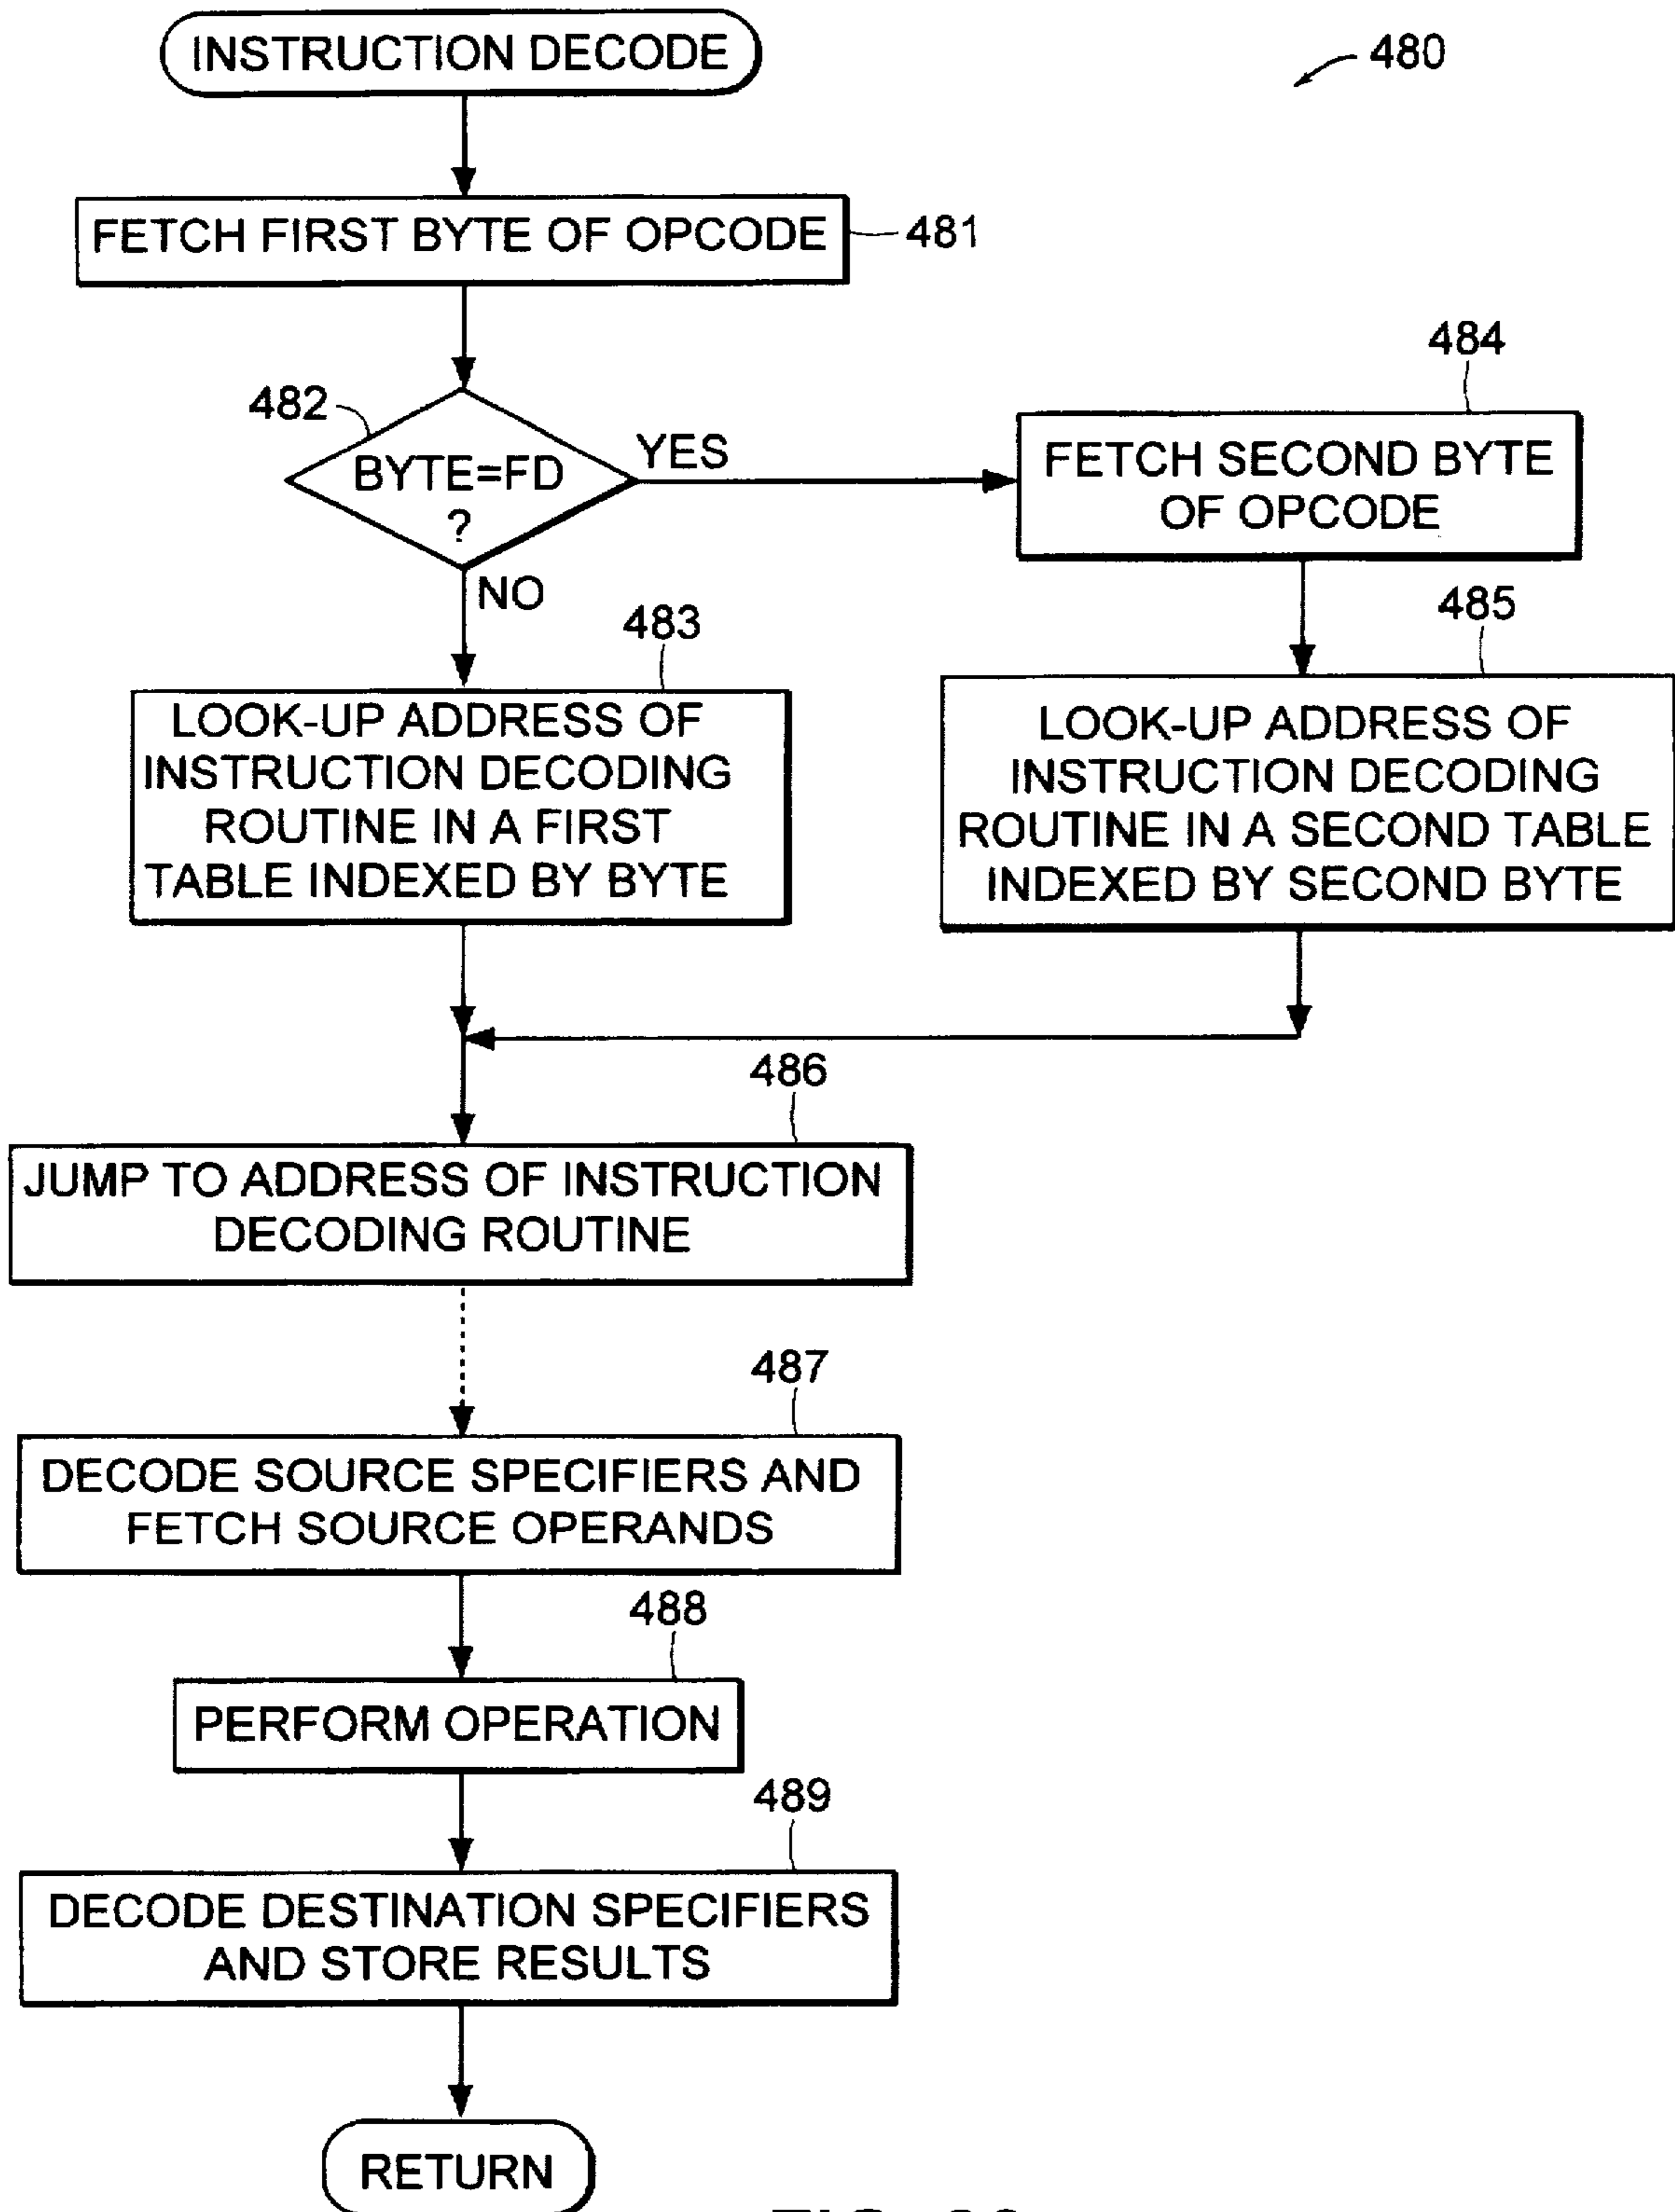 INSTRUCTION DECODE
480
FETCH FIRST BYTE OF OPCODE
481
482
BYTE=FD
?
YES
NO
484
FETCH SECOND BYTE
OF OPCODE
483
LOOK-UP ADDRESS OF
INSTRUCTION DECODING
ROUTINE IN A FIRST
TABLE INDEXED BY BYTE
485
LOOK-UP ADDRESS OF
INSTRUCTION DECODING
ROUTINE IN A SECOND TABLE
INDEXED BY SECOND BYTE
486
JUMP TO ADDRESS OF INSTRUCTION
DECODING ROUTINE
487
DECODE SOURCE SPECIFIERS AND
FETCH SOURCE OPERANDS
488
PERFORM OPERATION
489
DECODE DESTINATION SPECIFIERS
AND STORE RESULTS
RETURN